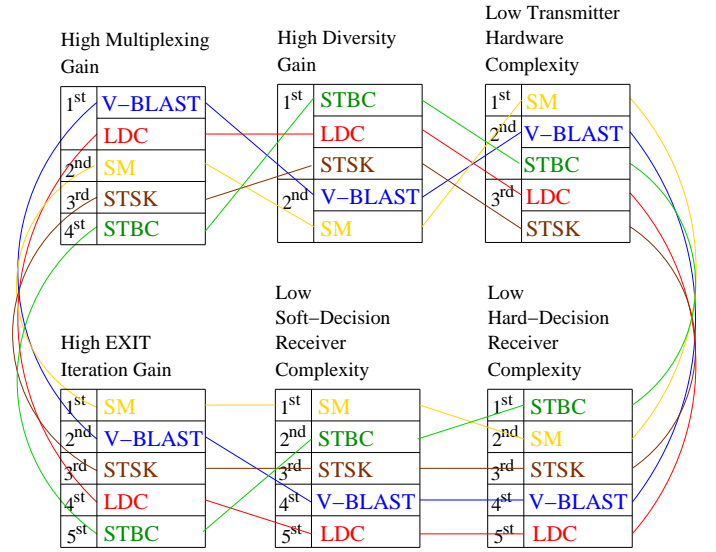 High Multiplexing
Gain
1st V−BLAST
LDC
2nd SM
3rd STSK
4st STBC
High Diversity
Gain
1st STBC
LDC
STSK
2nd V−BLAST
SM
Low Transmitter
Hardware
Complexity
1st SM
2nd V−BLAST
STBC
3rd LDC
STSK
High EXIT
Iteration Gain
1st SM
2nd V−BLAST
3rd STSK
4st LDC
5st STBC
Low
Soft−Decision
Receiver
Complexity
1st SM
2nd STBC
3rd STSK
4st V−BLAST
5st LDC
Low
Hard−Decision
Receiver
Complexity
1st STBC
2nd SM
3rd STSK
4st V−BLAST
5st LDC